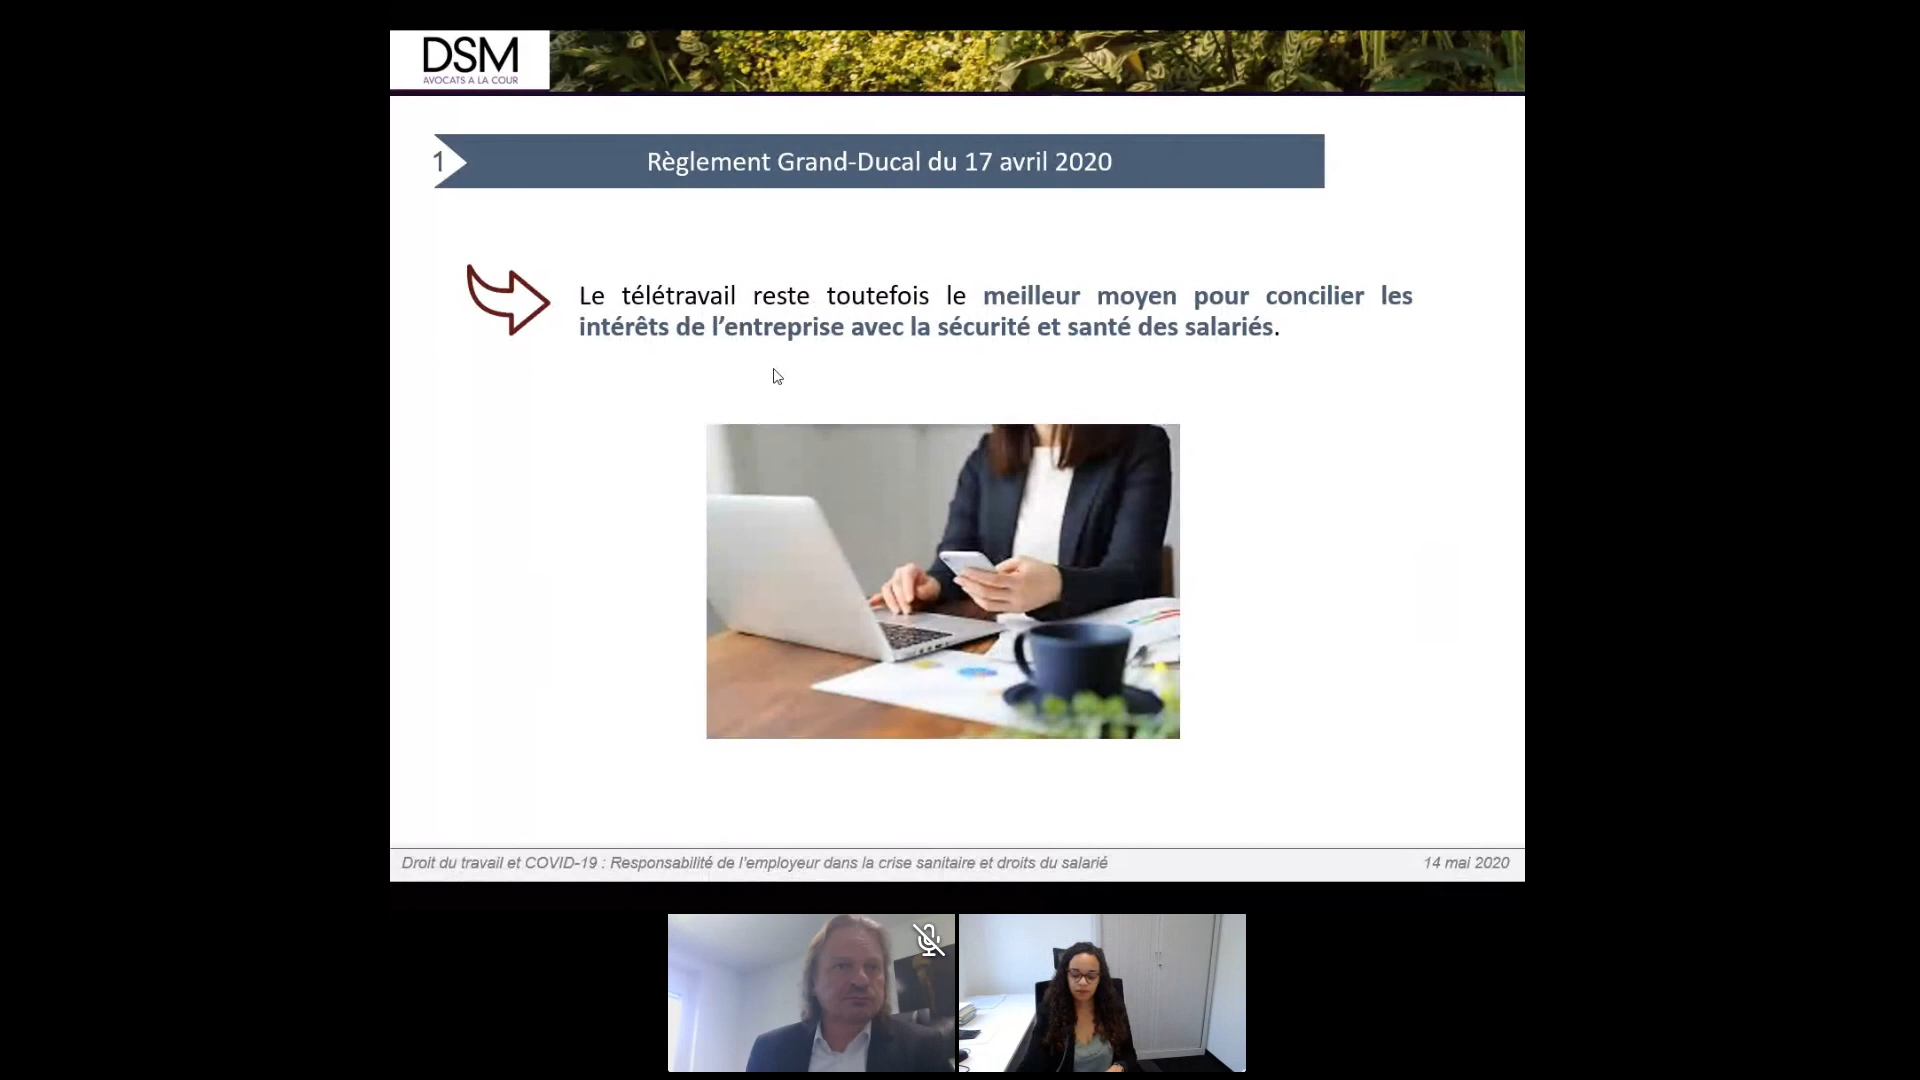 DSM
AVOCATS A LA COUR
1
Règlement Grand-Ducal du 17 avril 2020
Le télétravail reste toutefois le meilleur moyen pour concilier les
intérêts de l’entreprise avec la sécurité et santé des salariés.
Droit du travail et COVID-19 : Responsabilité de l’employeur dans la crise sanitaire et droits du salarié
14 mai 2020